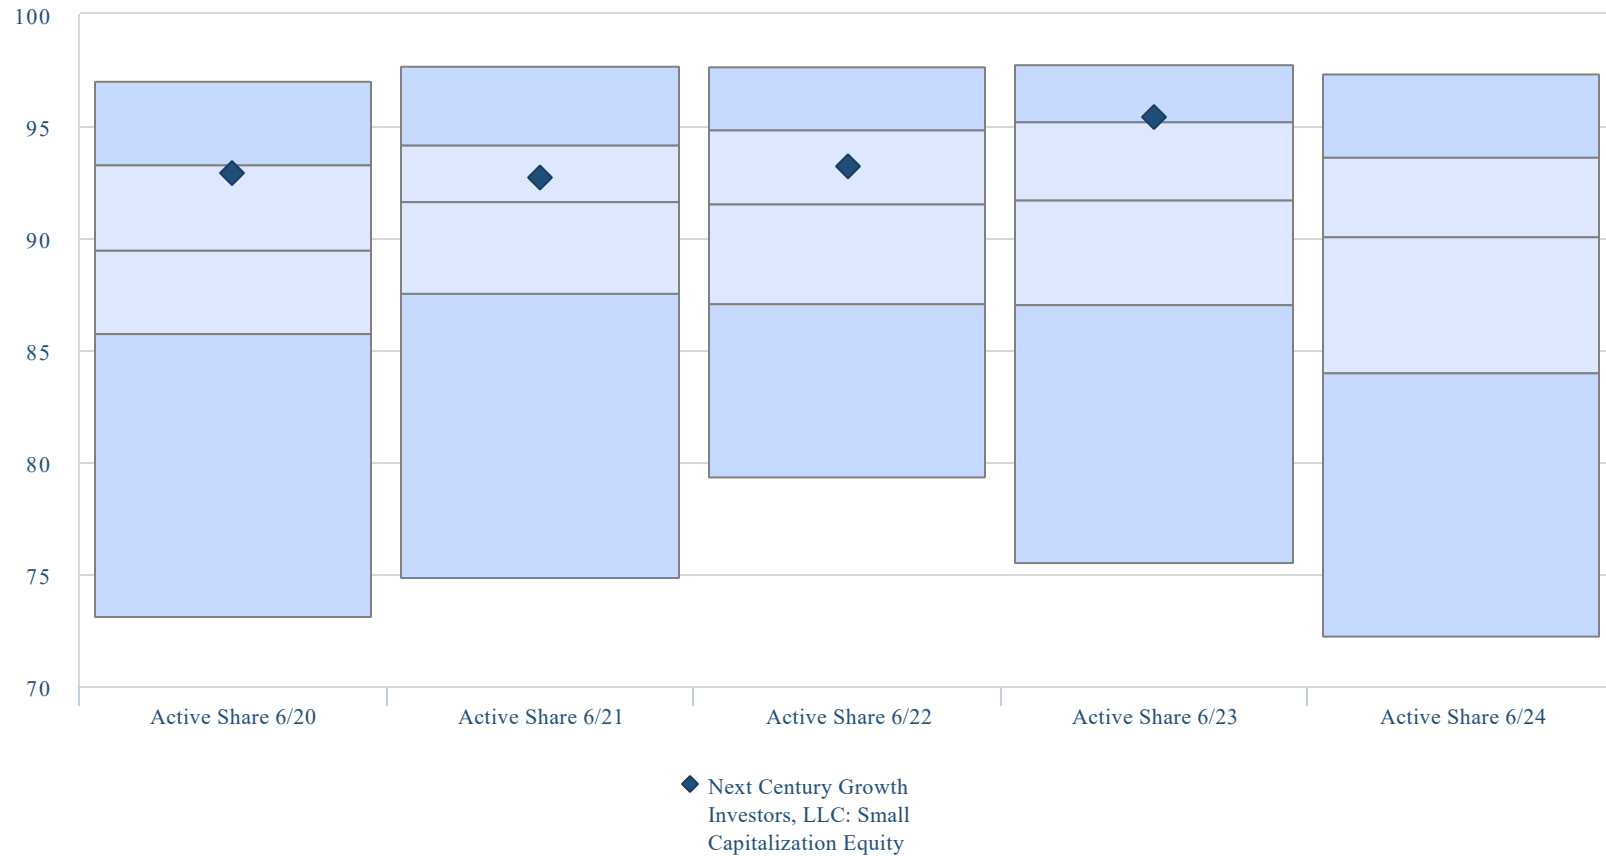 100
95
90
85
80
75
70
Active Share 6/20 Active Share 6/21 Active Share 6/22 Active Share 6/23 Active Share 6/24
Next Century Growth
Investors, LLC: Small
Capitalization Equity